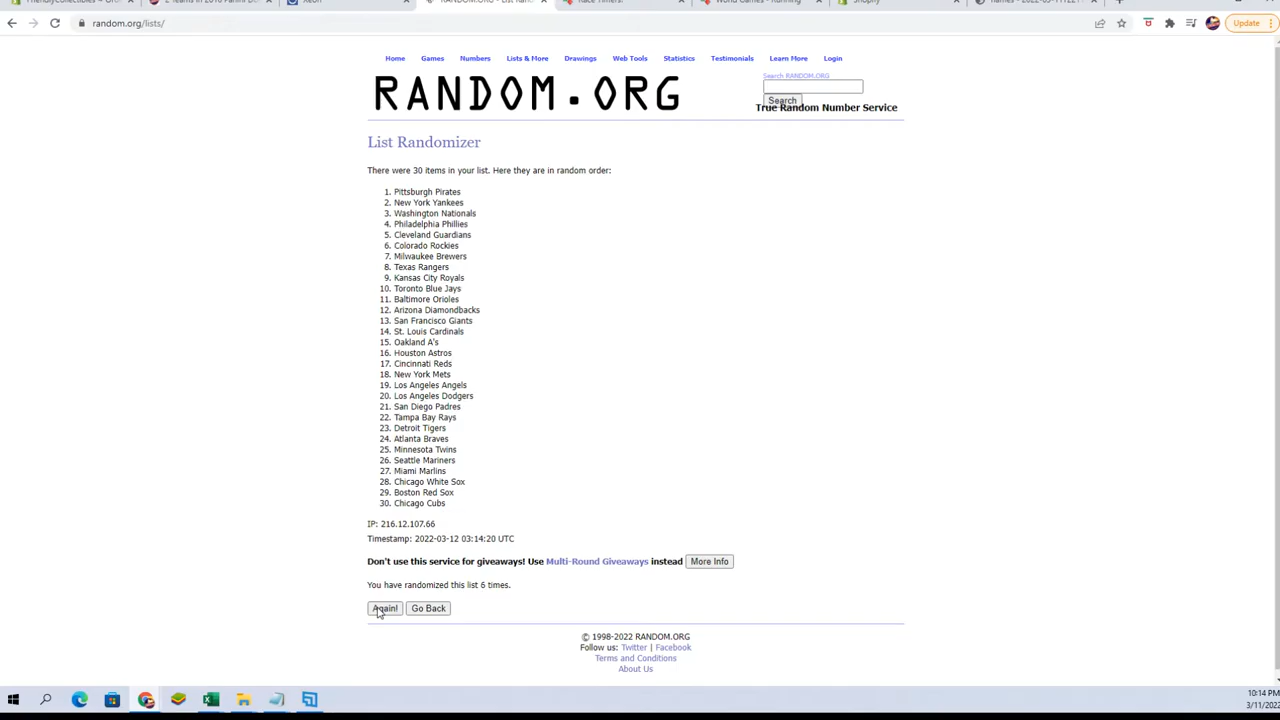 random.org/lists/
Update
Home Games Numbers Lists & More Drawings Web Tools Statistics Testimonials Learn More Login
Search RANDOM.ORG
RANDOM.ORG
Search
True Random Number Service
List Randomizer
There were 30 items in your list. Here they are in random order:
1. Pittsburgh Pirates
2. New York Yankees
3. Washington Nationals
4. Philadelphia Phillies
5. Cleveland Guardians
6. Colorado Rockies
7. Milwaukee Brewers
8. Texas Rangers
9. Kansas City Royals
10. Toronto Blue Jays
11. Baltimore Orioles
12. Arizona Diamondbacks
13. San Francisco Giants
14. St. Louis Cardinals
15. Oakland A's
16. Houston Astros
17. Cincinnati Reds
18. New York Mets
19. Los Angeles Angels
20. Los Angeles Dodgers
21. San Diego Padres
22. Tampa Bay Rays
23. Detroit Tigers
24. Atlanta Braves
25. Minnesota Twins
26. Seattle Mariners
27. Miami Marlins
28. Chicago White Sox
29. Boston Red Sox
30. Chicago Cubs
IP: 216.12.107.66
Timestamp: 2022-03-12 03:14:20 UTC
Don't use this service for giveaways! Use Multi-Round Giveaways instead More Info
You have randomized this list 6 times.
Again! Go Back
© 1998-2022 RANDOM.ORG
Follow us: Twitter | Facebook
Terms and Conditions
About Us
10:14 PM